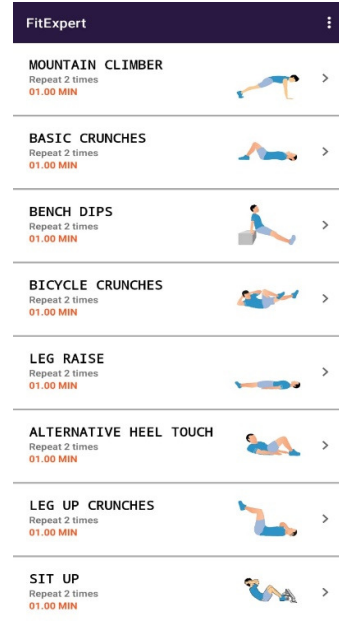 FitExpert
MOUNTAIN CLIMBER
Repeat 2 times
01.00 MIN
BASIC CRUNCHES
Repeat 2 times
01.00 MIN
BENCH DIPS
Repeat 2 times
01.00 MIN
BICYCLE CRUNCHES
Repeat 2 times
01.00 MIN
LEG RAISE
Repeat 2 times
01.00 MIN
ALTERNATIVE HEEL TOUCH
Repeat 2 times
01.00 MIN
LEG UP CRUNCHES
Repeat 2 times
01.00 MIN
SIT UP
Repeat 2 times
01.00 MIN